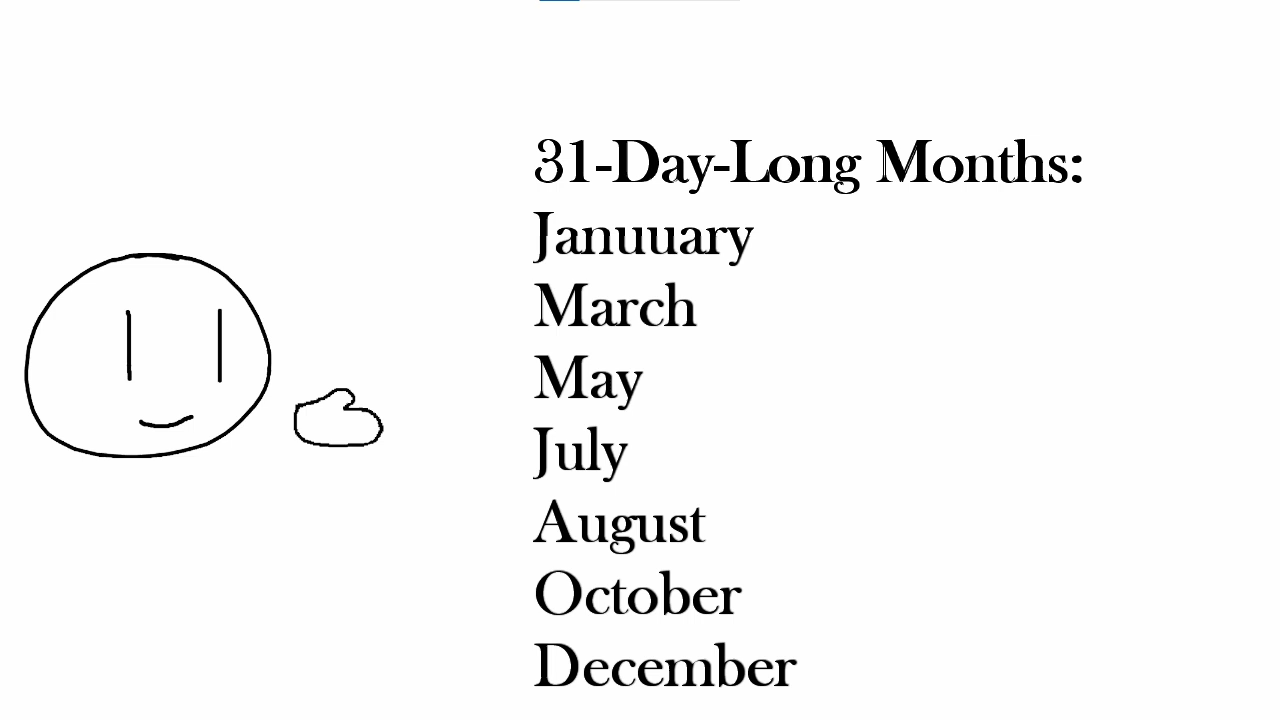 31-Day-Long Months:
Januuary
March
May
July
August
October
December